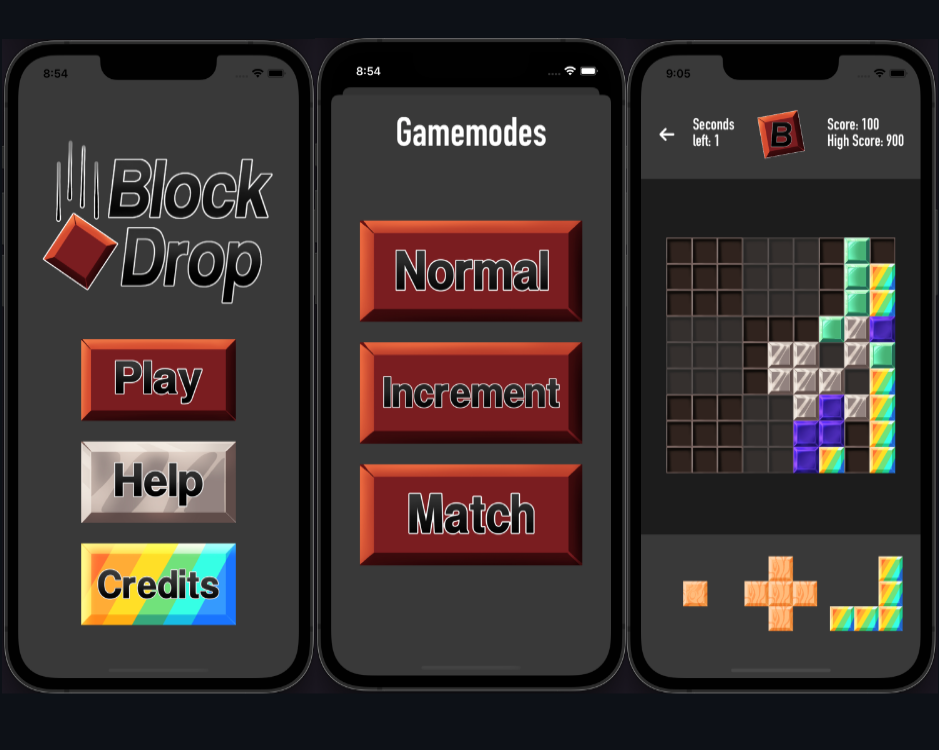 8:54
Block
Drop
Play
Help
Credits
8:54
Gamemodes
Normal
Increment
Match
9:05
Seconds
left: 1
B
Score: 100
High Score: 900